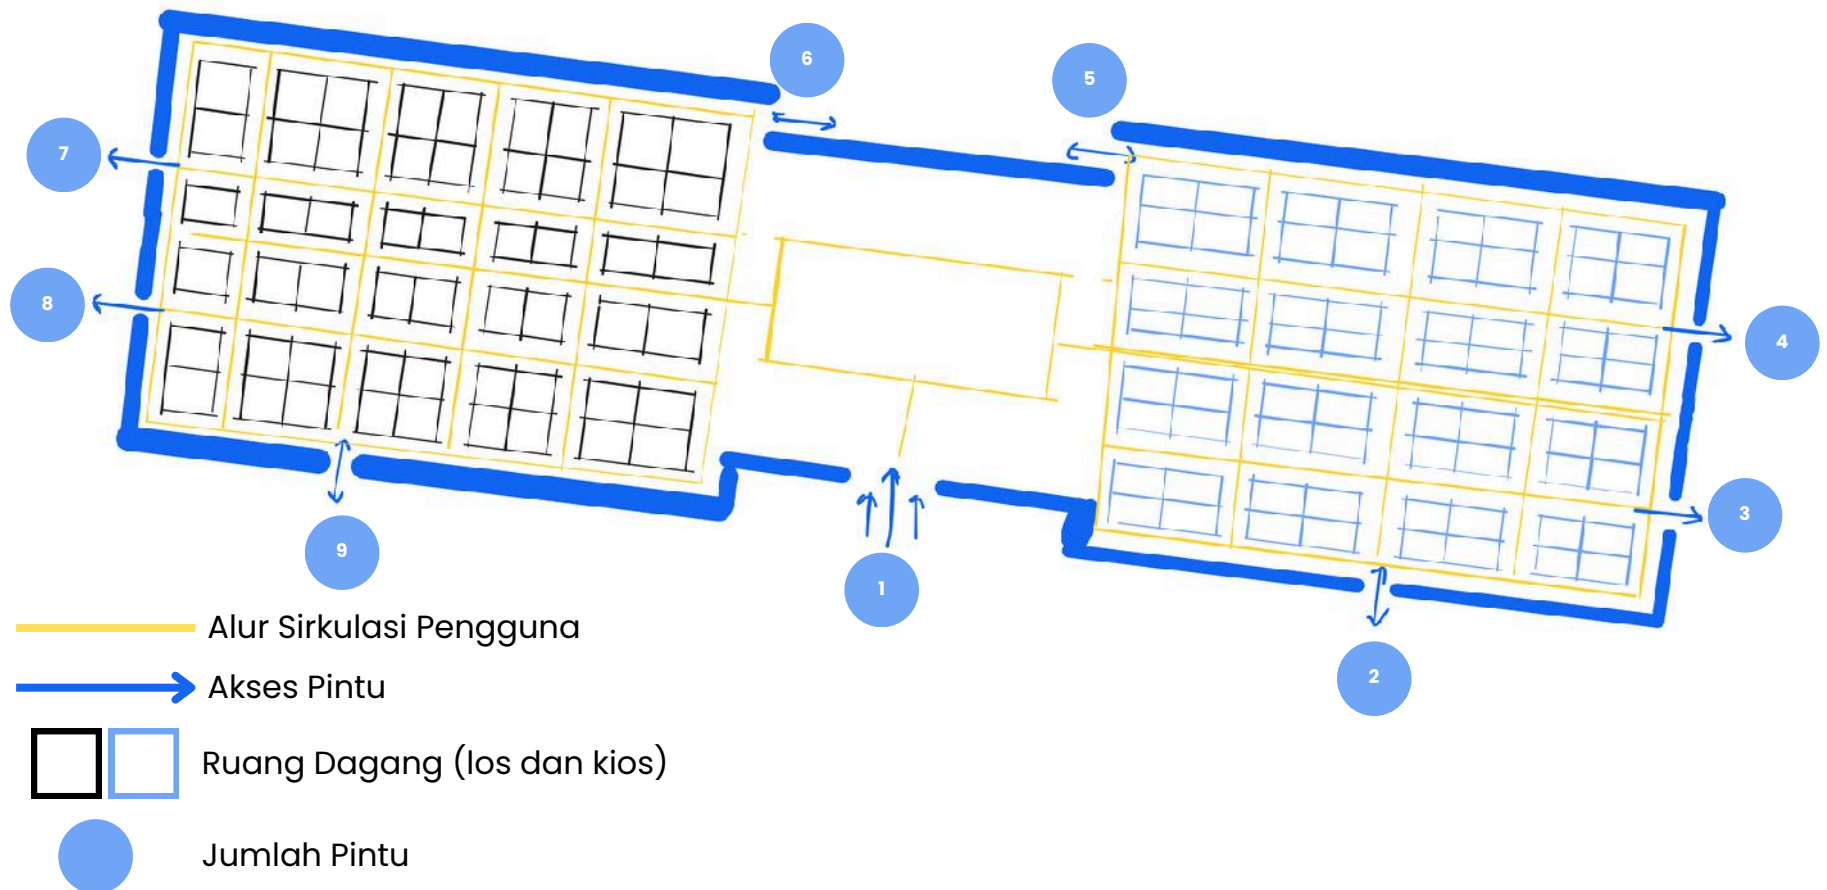 6
5
7
8
4
3
9
1
2
Alur Sirkulasi Pengguna
Akses Pintu
Ruang Dagang (los dan kios)
Jumlah Pintu